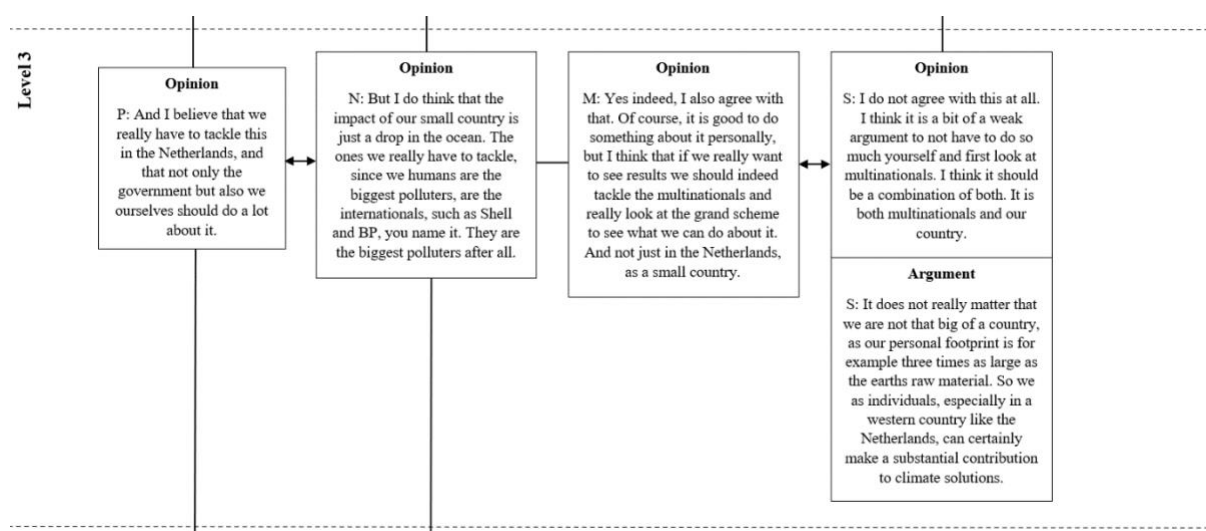 Level 3
Opinion
P: And I believe that we
really have to tackle this
in the Netherlands, and
that not only the
government but also we
ourselves should do a lot
about it.
Opinion
N: But I do think that the
impact of our small country is
just a drop in the ocean. The
ones we really have to tackle,
since we humans are the
biggest polluters, are the
internationals, such as Shell
and BP, you name it. They are
the biggest polluters after all.
Opinion
M: Yes indeed, I also agree with
that. Of course, it is good to do
something about it personally,
but I think that if we really want
to see results we should indeed
tackle the multinationals and
really look at the grand scheme
to see what we can do about it.
And not just in the Netherlands,
as a small country.
Opinion
S: I do not agree with this at all.
I think it is a bit of a weak
argument to not have to do so
much yourself and first look at
multinationals. I think it should
be a combination of both. It is
both multinationals and our
country.
Argument
S: It does not really matter that
we are not that big of a country,
as our personal footprint is for
example three times as large as
the earths raw material. So we
as individuals, especially in a
western country like the
Netherlands, can certainly
make a substantial contribution
to climate solutions.